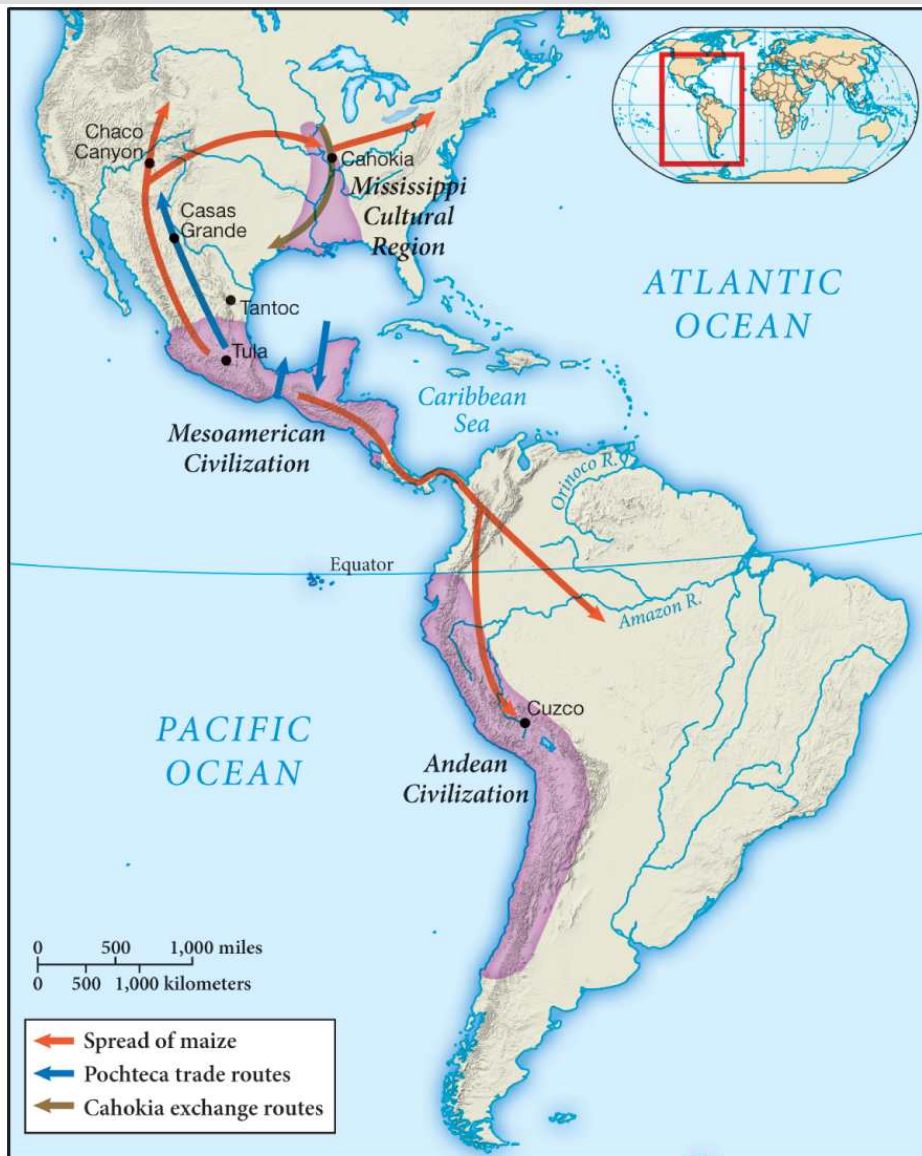 Chaco
Canyon
Cahokia
Mississippi
Cultural
Region
Casas
Grande
Tantoc
Tula
ATLANTIC
OCEAN
Caribbean
Sea
Mesoamerican
Civilization
Orinoco R.
Equator
Amazon R.
Cuzco
PACIFIC
OCEAN
Andean
Civilization
0 500 1,000 miles
0 500 1,000 kilometers
Spread of maize
Pochteca trade routes
Cahokia exchange routes